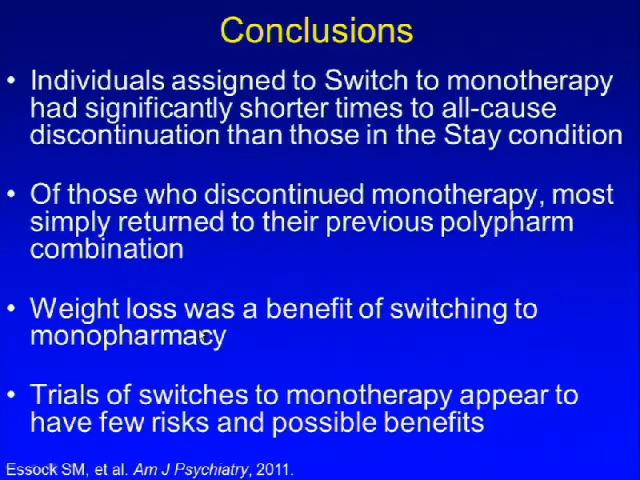 Conclusions
• Individuals assigned to Switch to monotherapy
had significantly shorter times to all-cause
discontinuation than those in the Stay condition
• Of those who discontinued monotherapy, most
simply returned to their previous polypharm
combination
• Weight loss was a benefit of switching to
monopharmacy
• Trials of switches to monotherapy appear to
have few risks and possible benefits
Essock SM, et al. Am J Psychiatry, 2011.